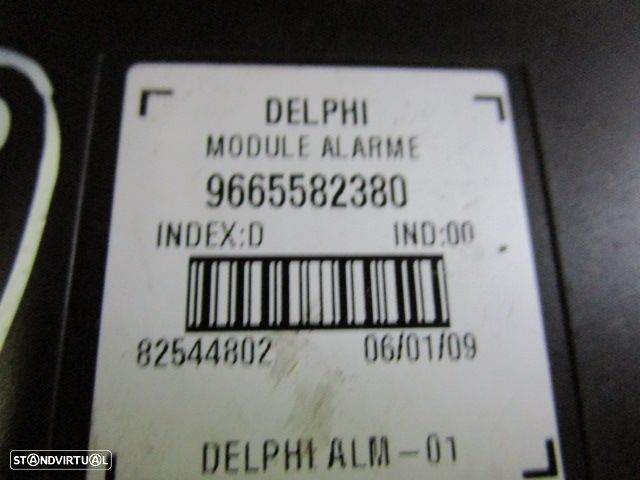 DELPHI
MODULE ALARME
9665582380
INDEX:D IND:00
82544802 06/01/09
DELPHI ALM-01
STANDVIRTUAL